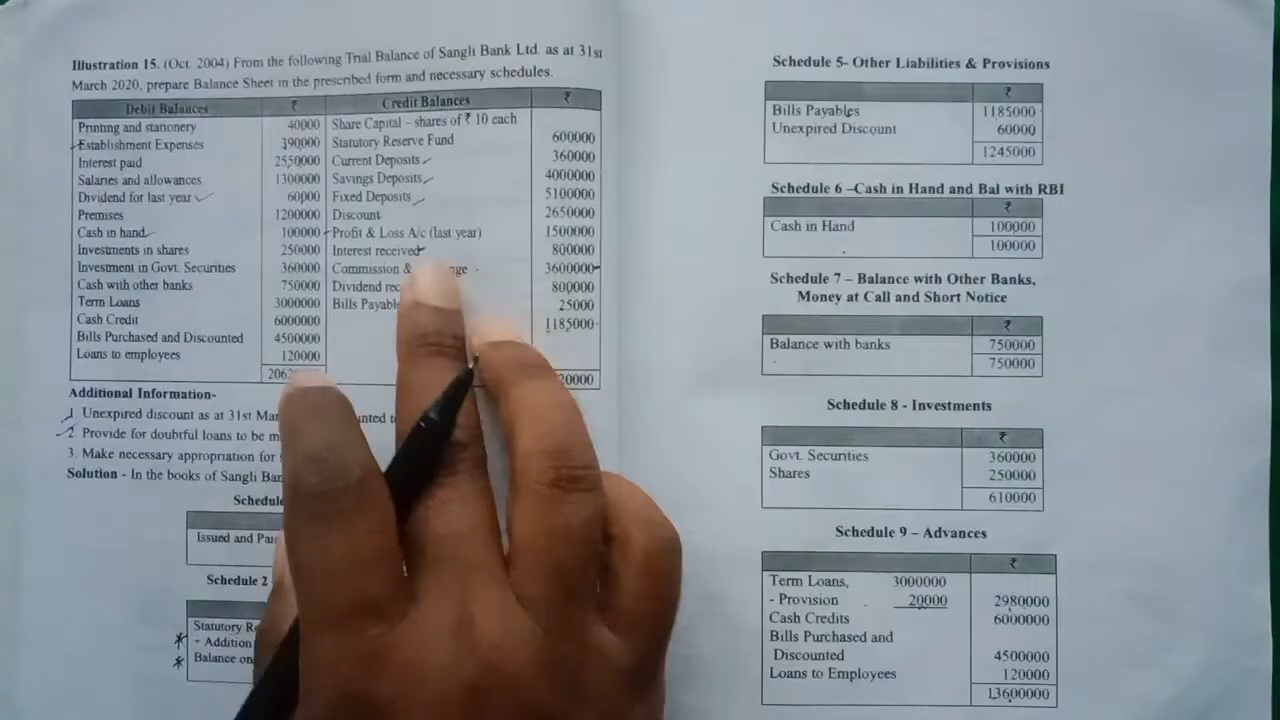 Illustration 15. (Oct. 2004) From the following Trial Balance of Sangli Bank Ltd. as at 31st
March 2020, prepare Balance Sheet in the prescribed form and necessary schedules.
Debit Balances ₹ Credit Balances ₹
Printing and stationery 40000 Share Capital – shares of ₹ 10 each
Establishment Expenses 390000 Statutory Reserve Fund 600000
Interest paid 2550000 Current Deposits 360000
Salaries and allowances 1300000 Savings Deposits 4000000
Dividend for last year 60000 Fixed Deposits 5100000
Premises 1200000 Discount 2650000
Cash in hand 100000 Profit & Loss A/c (last year) 1500000
Investments in shares 250000 Interest received 800000
Investment in Govt. Securities 360000 Commission & 3600000
Cash with other banks 750000 Dividend 800000
Term Loans 3000000 Bills 25000
Cash Credit 6000000 1185000
Bills Purchased and Discounted 4500000
Loans to employees 120000
Additional Information-
1. Unexpired discount as at 31st
2. Provide for doubtful loans to be
3. Make necessary appropriation for
Solution - In the books of Sangli
Issued and
Schedule 2
Statutory
+ Addition
Balance on
Schedule 5- Other Liabilities & Provisions
₹
Bills Payables 1185000
Unexpired Discount 60000
1245000
Schedule 6 –Cash in Hand and Bal with RBI
₹
Cash in Hand 100000
100000
Schedule 7 – Balance with Other Banks,
Money at Call and Short Notice
₹
Balance with banks 750000
750000
Schedule 8 - Investments
₹
Govt. Securities 360000
Shares 250000
610000
Schedule 9 – Advances
₹
Term Loans, 3000000
- Provision 20000 2980000
Cash Credits 6000000
Bills Purchased and
Discounted 4500000
Loans to Employees 120000
13600000